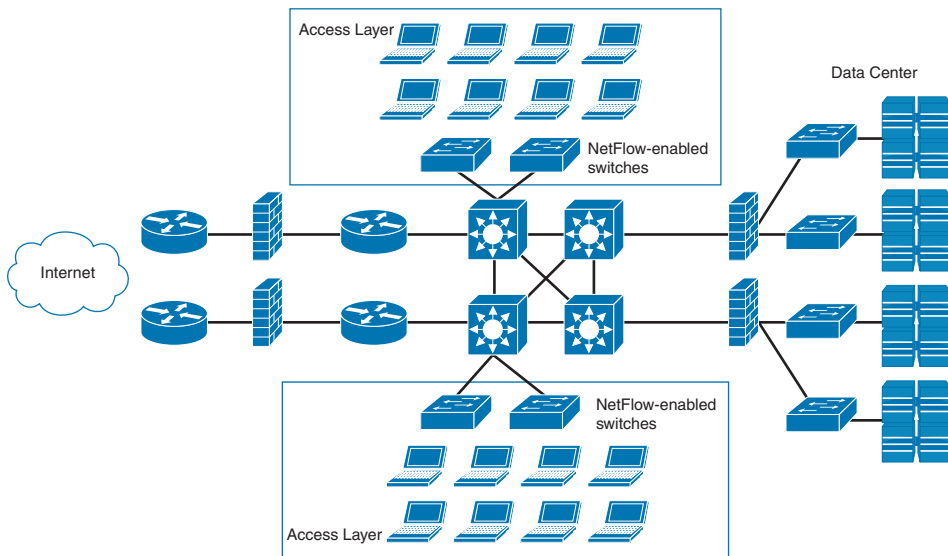 Access Layer
Data Center
NetFlow-enabled
switches
Internet
NetFlow-enabled
switches
Access Layer